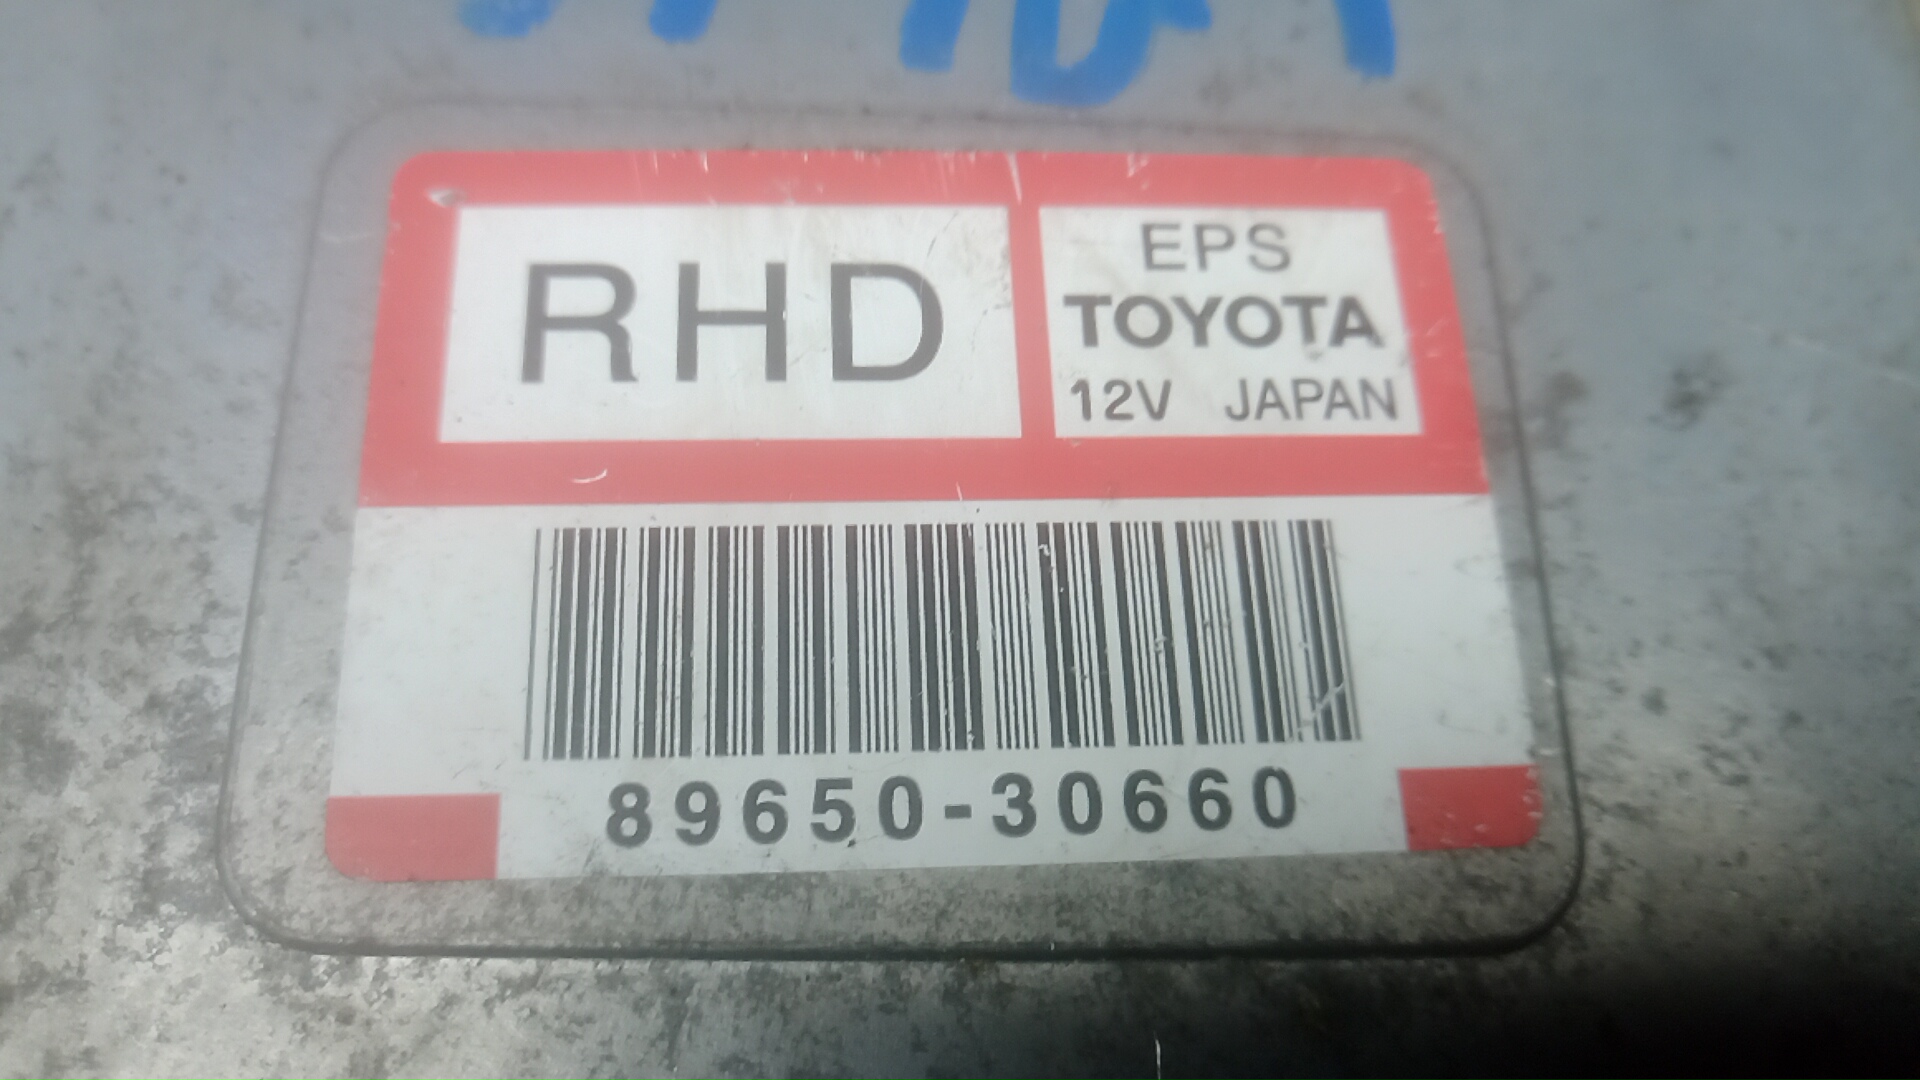 RHD
EPS
TOYOTA
12V JAPAN
89650-30660